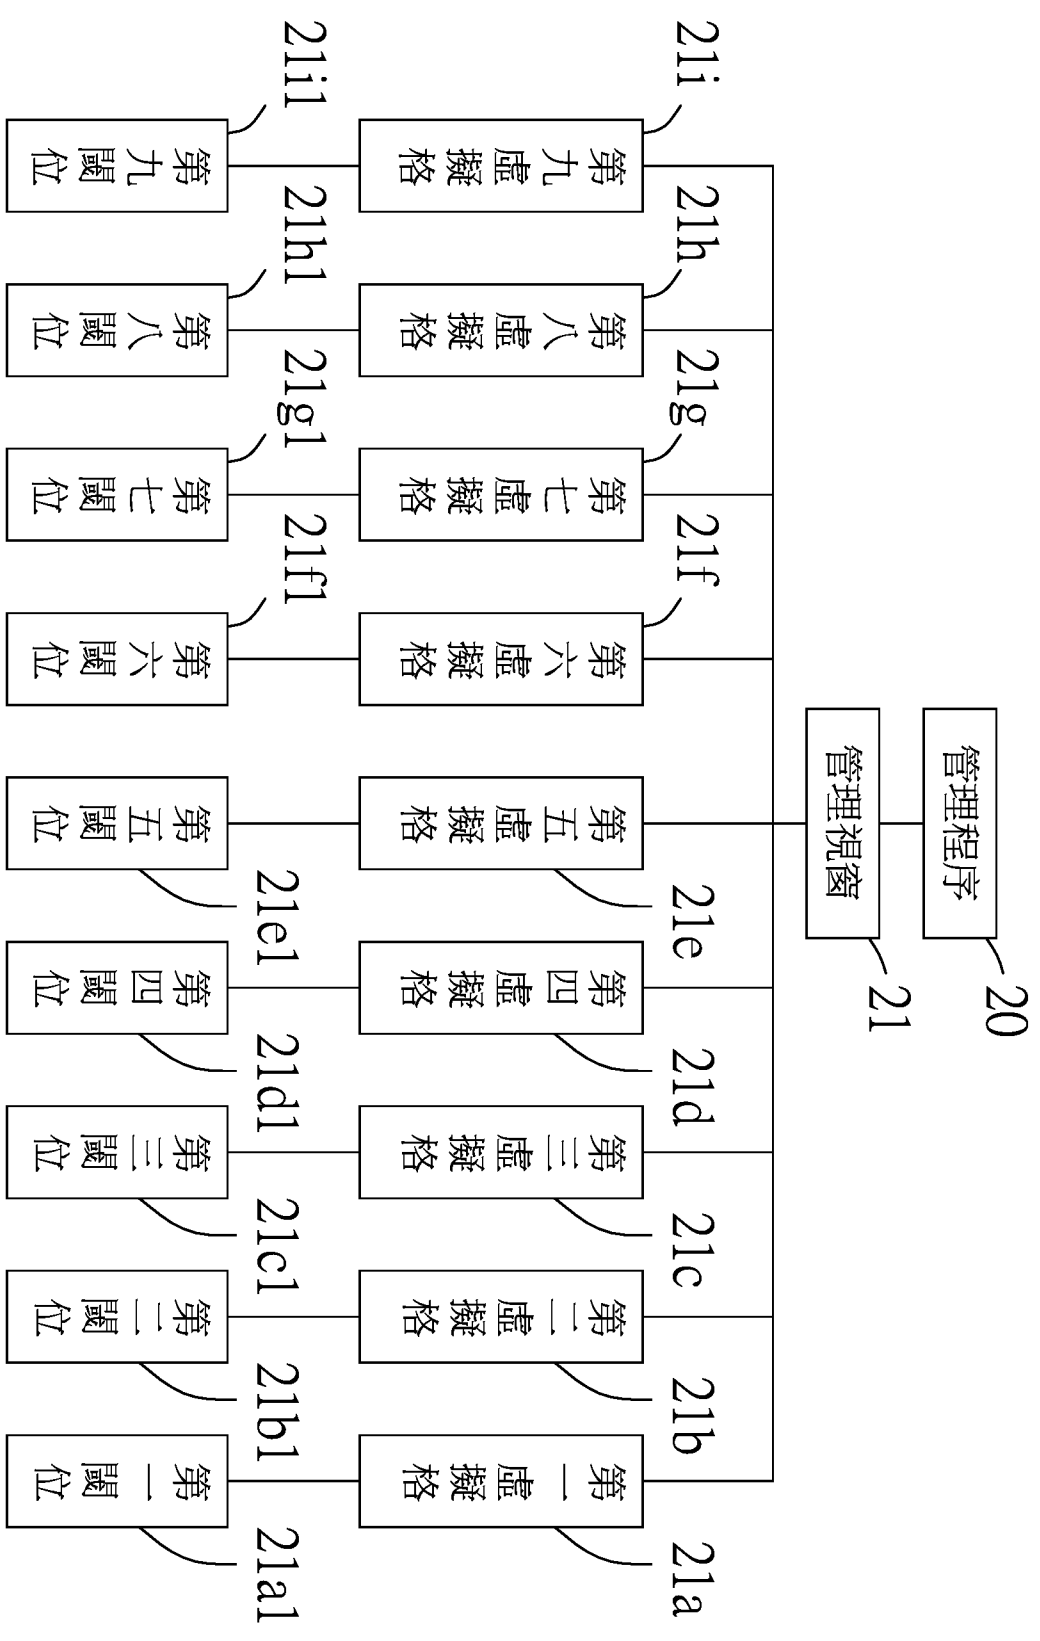 管理程序
20
管理視窗
21
21i
第九虛擬格
21h
第八虛擬格
21g
第七虛擬格
21f
第六虛擬格
第五虛擬格
21e
第四虛擬格
21d
第三虛擬格
21c
第二虛擬格
21b
第一虛擬格
21a
21i1
第九閾位
21h1
第八閾位
21g1
第七閾位
21f1
第六閾位
第五閾位
21e1
第四閾位
21d1
第三閾位
21c1
第二閾位
21b1
第一閾位
21a1